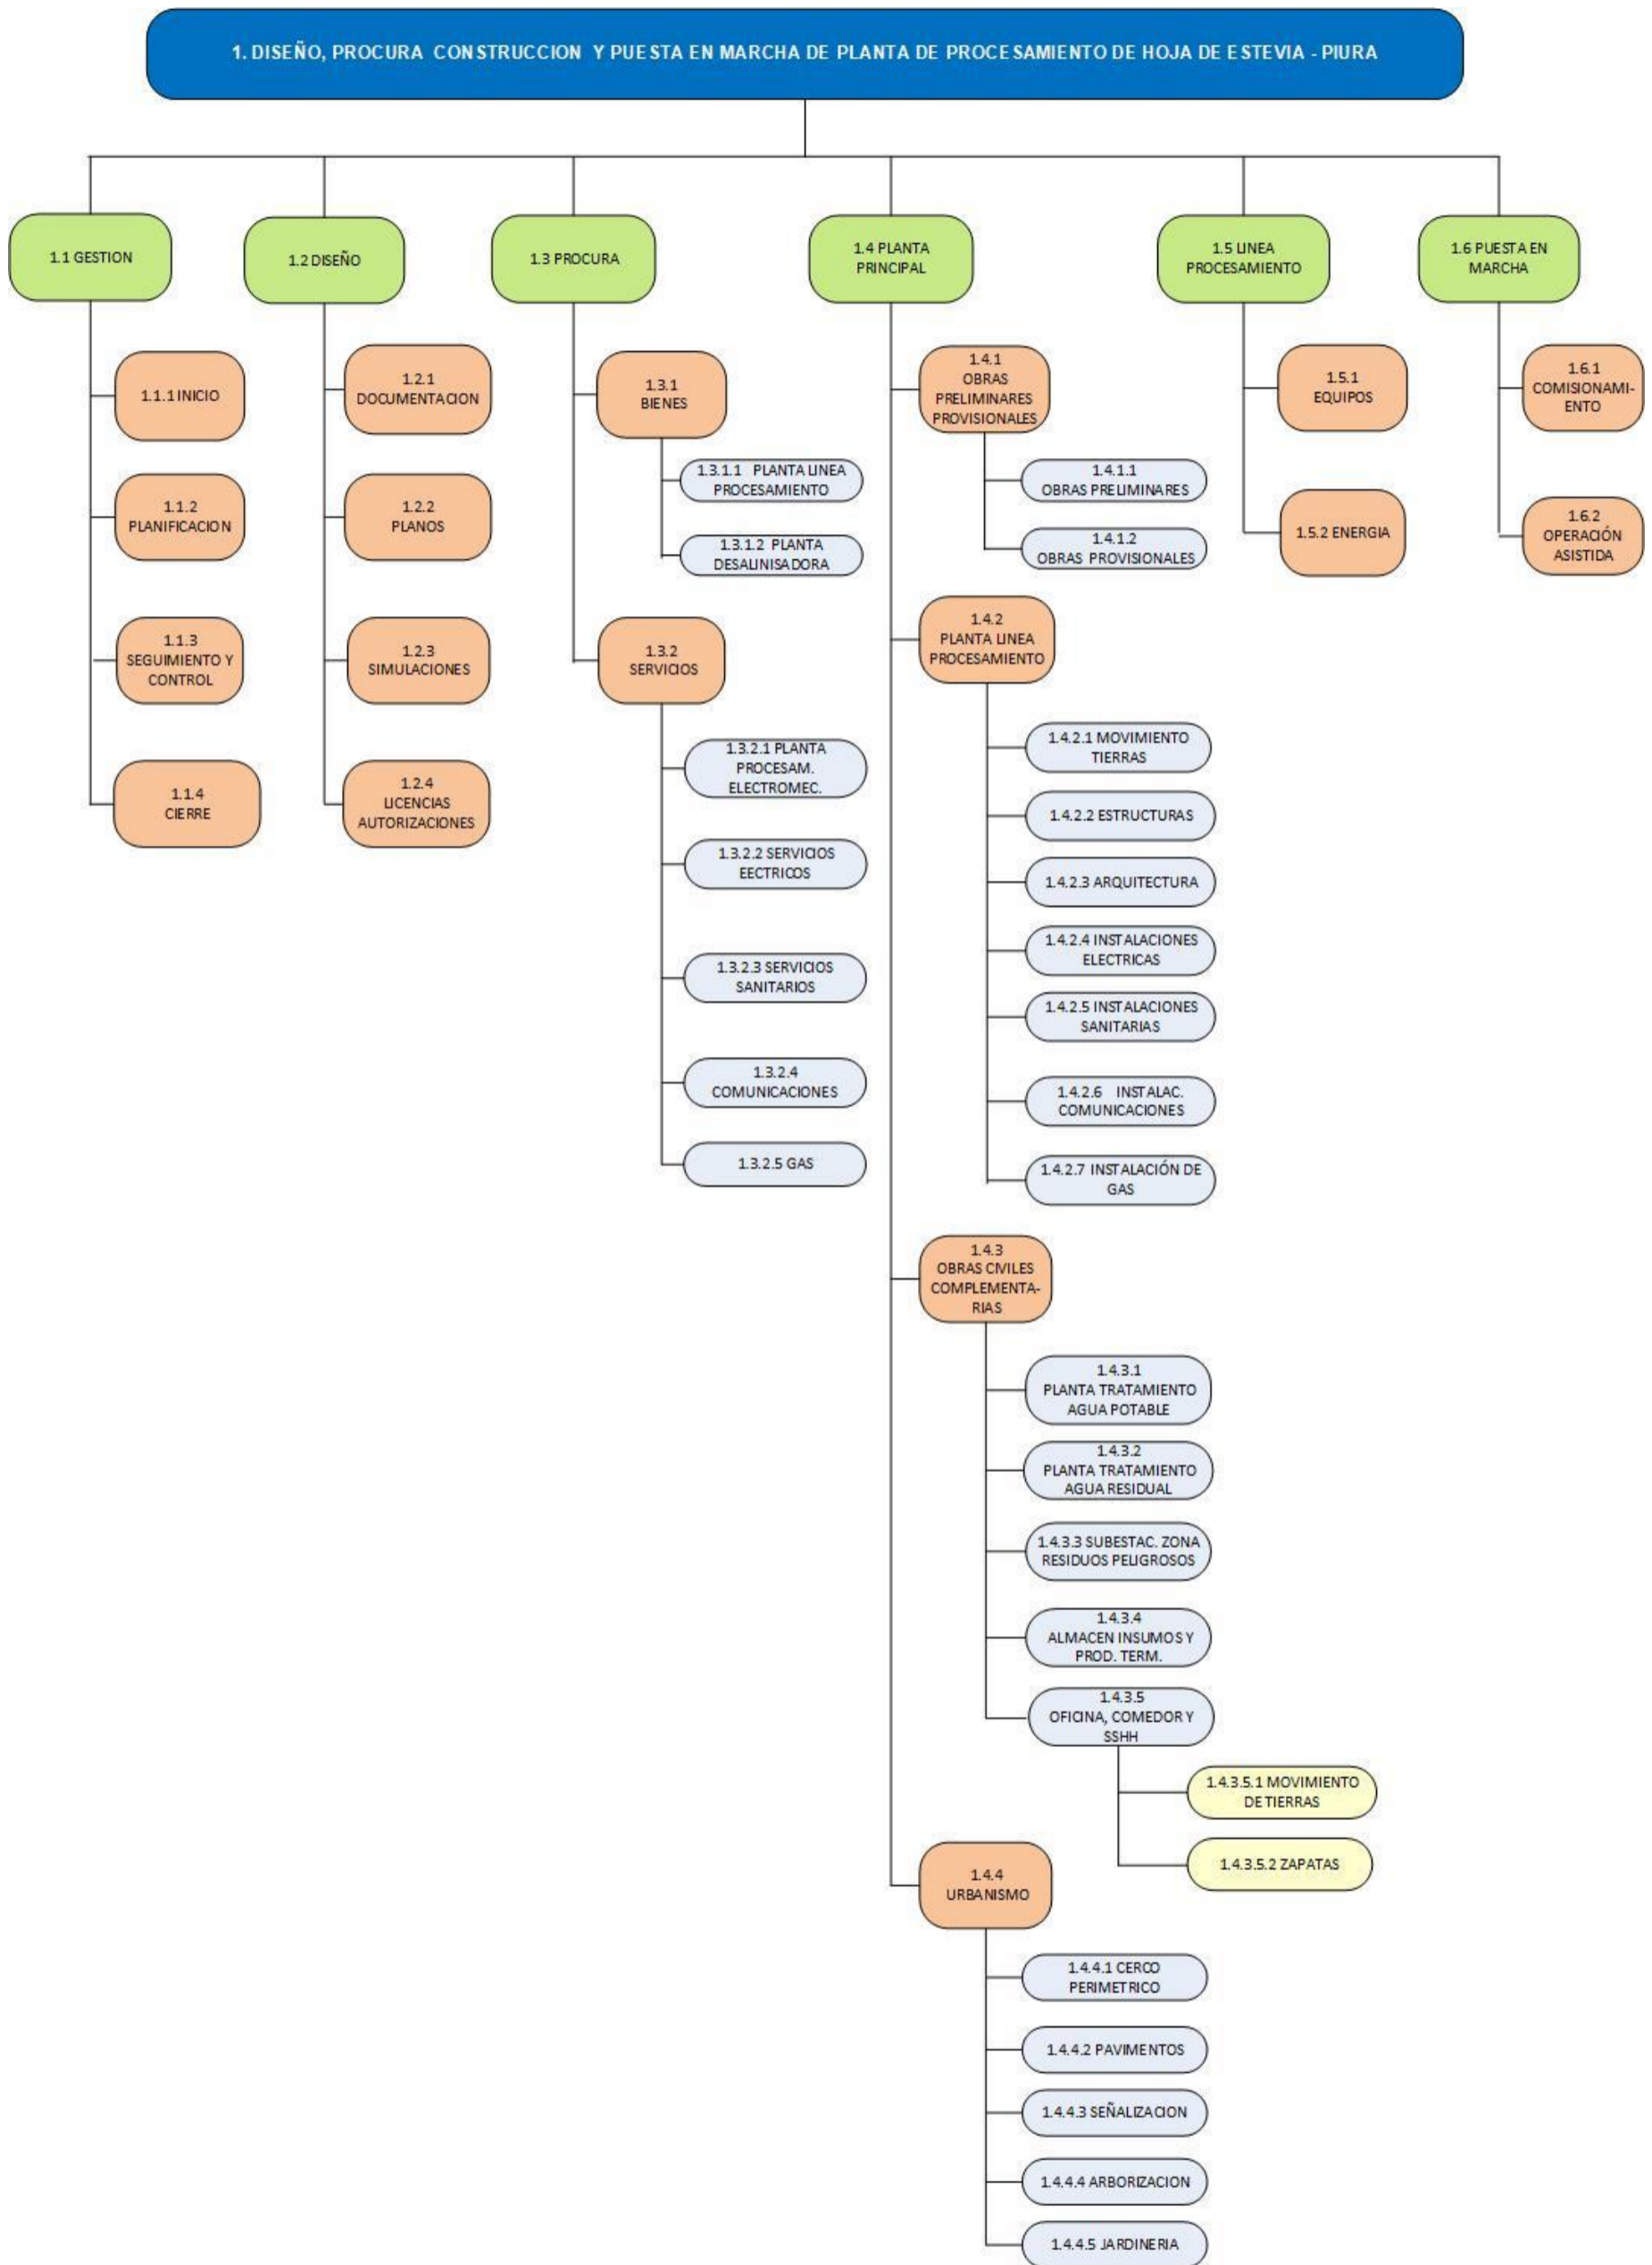 1. DISEÑO, PROCURA CONSTRUCCION Y PUESTA EN MARCHA DE PLANTA DE PROCESAMIENTO DE HOJA DE ESTEVIA - PIURA
1.1 GESTION
1.1.1 INICIO
1.1.2
PLANIFICACION
1.1.3
SEGUIMIENTO Y
CONTROL
1.1.4
CIERRE
1.2 DISEÑO
1.2.1
DOCUMENTACION
1.2.2
PLANOS
1.2.3
SIMULACIONES
1.2.4
LICENCIAS
AUTORIZACIONES
1.3 PROCURA
1.3.1
BIENES
1.3.1.1 PLANTA LINEA
PROCESAMIENTO
1.3.1.2 PLANTA
DESALINISADORA
1.3.2
SERVICIOS
1.3.2.1 PLANTA
PROCESAM.
ELECTROMEC.
1.3.2.2 SERVICIOS
EECTRICOS
1.3.2.3 SERVICIOS
SANITARIOS
1.3.2.4
COMUNICACIONES
1.3.2.5 GAS
1.4 PLANTA
PRINCIPAL
1.4.1
OBRAS
PRELIMINARES
PROVISIONALES
1.4.1.1
OBRAS PRELIMINARES
1.4.1.2
OBRAS PROVISIONALES
1.4.2
PLANTA LINEA
PROCESAMIENTO
1.4.2.1 MOVIMIENTO
TIERRAS
1.4.2.2 ESTRUCTURAS
1.4.2.3 ARQUITECTURA
1.4.2.4 INSTALACIONES
ELECTRICAS
1.4.2.5 INSTALACIONES
SANITARIAS
1.4.2.6 INSTALAC.
COMUNICACIONES
1.4.2.7 INSTALACIÓN DE
GAS
1.4.3
OBRAS CIVILES
COMPLEMENTA-
RIAS
1.4.3.1
PLANTA TRATAMIENTO
AGUA POTABLE
1.4.3.2
PLANTA TRATAMIENTO
AGUA RESIDUAL
1.4.3.3 SUBESTAC. ZONA
RESIDUOS PELIGROSOS
1.4.3.4
ALMACEN INSUMOS Y
PROD. TERM.
1.4.3.5
OFICINA, COMEDOR Y
SSHH
1.4.3.5.1 MOVIMIENTO
DE TIERRAS
1.4.3.5.2 ZAPATAS
1.4.4
URBANISMO
1.4.4.1 CERCO
PERIMETRICO
1.4.4.2 PAVIMENTOS
1.4.4.3 SEÑALIZACION
1.4.4.4 ARBORIZACION
1.4.4.5 JARDINERIA
1.5 LINEA
PROCESAMIENTO
1.5.1
EQUIPOS
1.5.2 ENERGIA
1.6 PUESTA EN
MARCHA
1.6.1
COMISIONAMI-
ENTO
1.6.2
OPERACIÓN
ASISTIDA